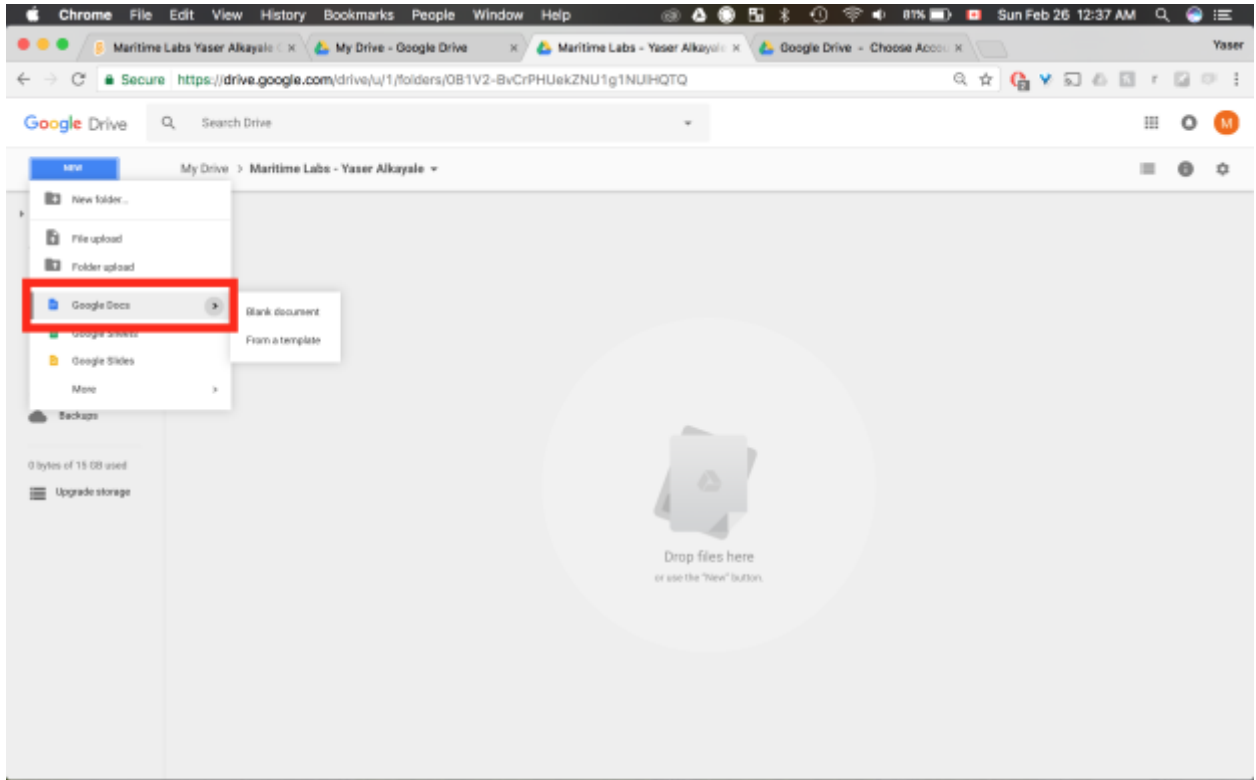 Chrome File Edit View History Bookmarks People Window Help 81% Sun Feb 26 12:37 AM
Maritime Labs Yaser Alkayale My Drive - Google Drive Maritime Labs - Yaser Alkayale Google Drive - Choose Accou Yaser
Secure https://drive.google.com/drive/u/1/folders/0B1V2-BvCrPHUekZNU1g1NUlHQTQ
Google Drive Search Drive M
NEW My Drive > Maritime Labs - Yaser Alkayale
New folder...
File upload
Folder upload
Google Docs
Blank document
Google Sheets
From a template
Google Slides
More
Backups
0 bytes of 15 GB used
Upgrade storage
Drop files here
or use the "New" button.